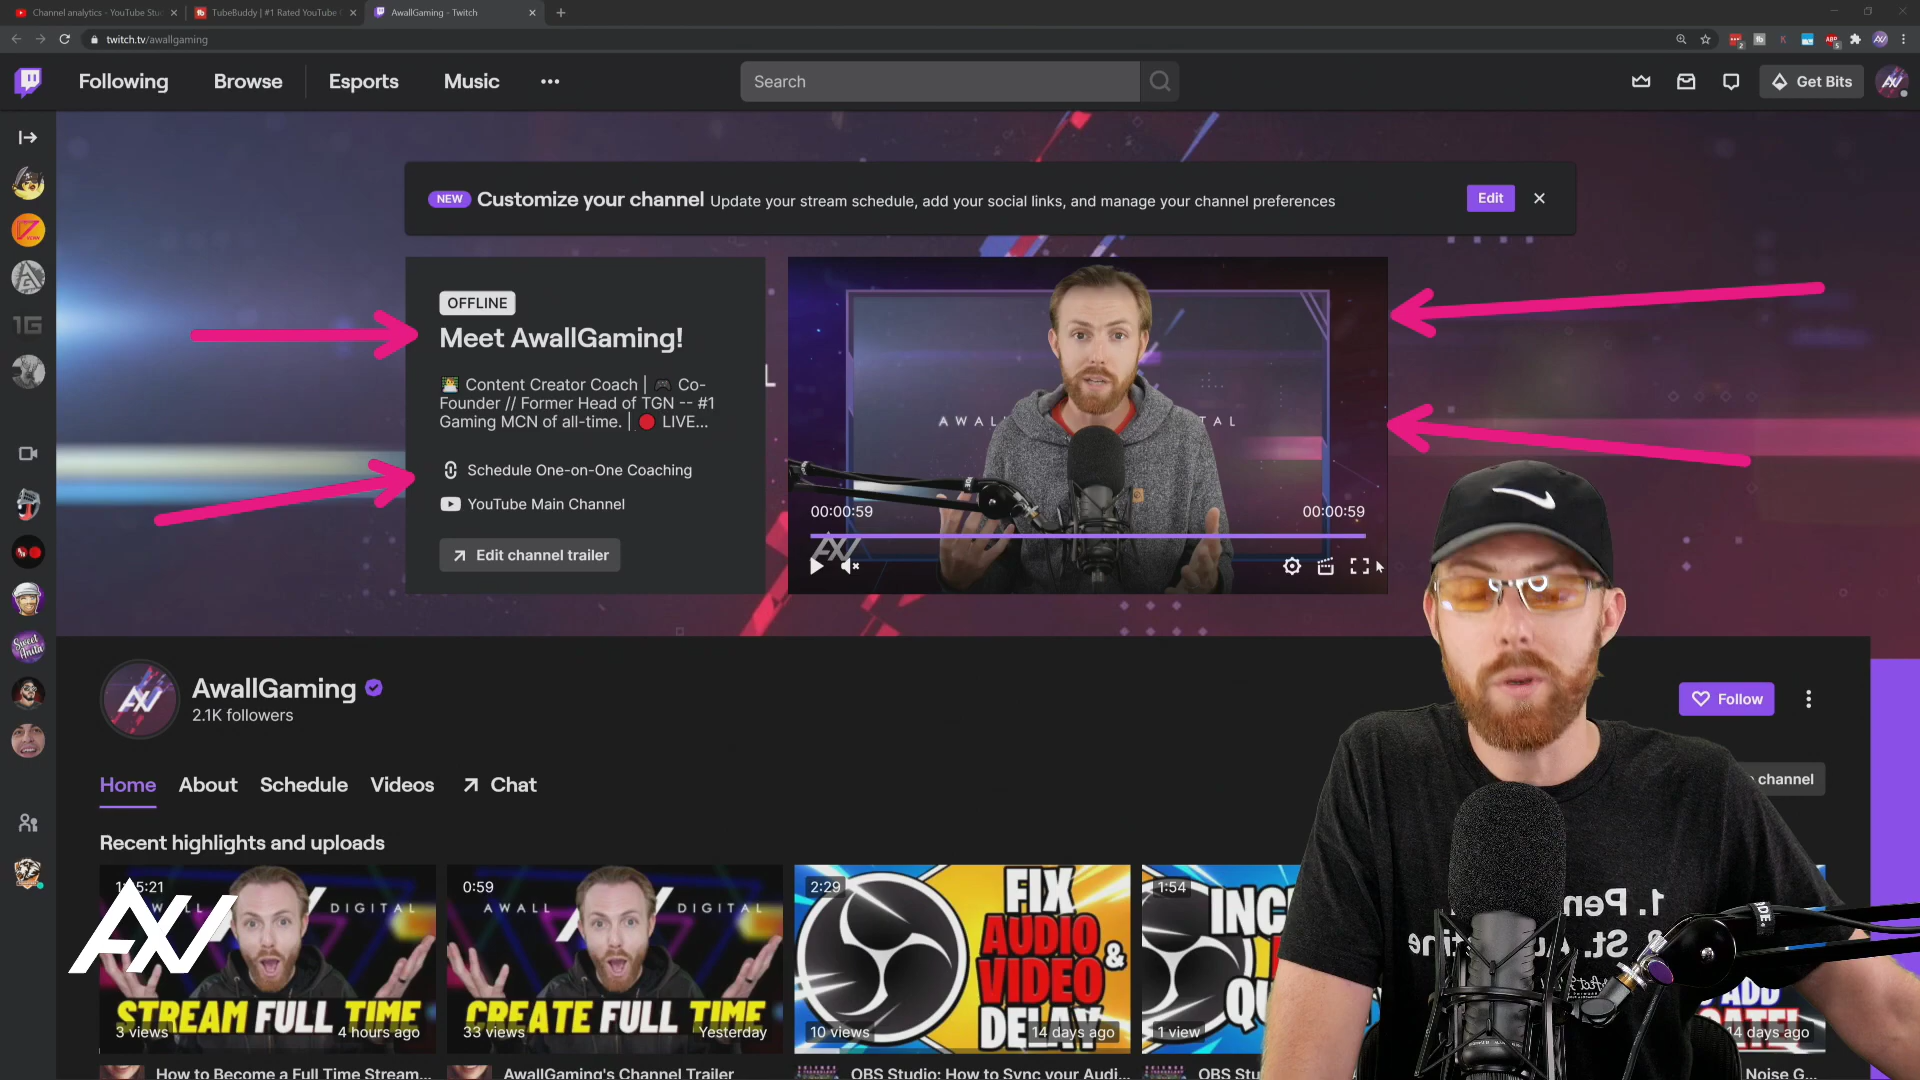 Channel analytics - YouTube Stu
TubeBuddy | #1 Rated YouTube
AwallGaming - Twitch
twitch.tv/awallgaming
Following
Browse
Esports
Music
Search
Get Bits
NEW Customize your channel Update your stream schedule, add your social links, and manage your channel preferences
Edit
OFFLINE
Meet AwallGaming!
Content Creator Coach | Co-
Founder // Former Head of TGN -- #1
Gaming MCN of all-time. | LIVE...
Schedule One-on-One Coaching
YouTube Main Channel
Edit channel trailer
00:00:59
00:00:59
AwallGaming
2.1K followers
Follow
channel
Home
About
Schedule
Videos
Chat
Recent highlights and uploads
AWALL DIGITAL
STREAM FULL TIME
3 views
4 hours ago
0:59
AWALL DIGITAL
CREATE FULL TIME
33 views
Yesterday
2:29
FIX
AUDIO
&
VIDEO
DELAY
10 views
14 days ago
1:54
1 view
14 days ago
How to Become a Full Time Stream...
AwallGaming's Channel Trailer
OBS Studio: How to Sync your Audi...
OBS Stu
Noise G...